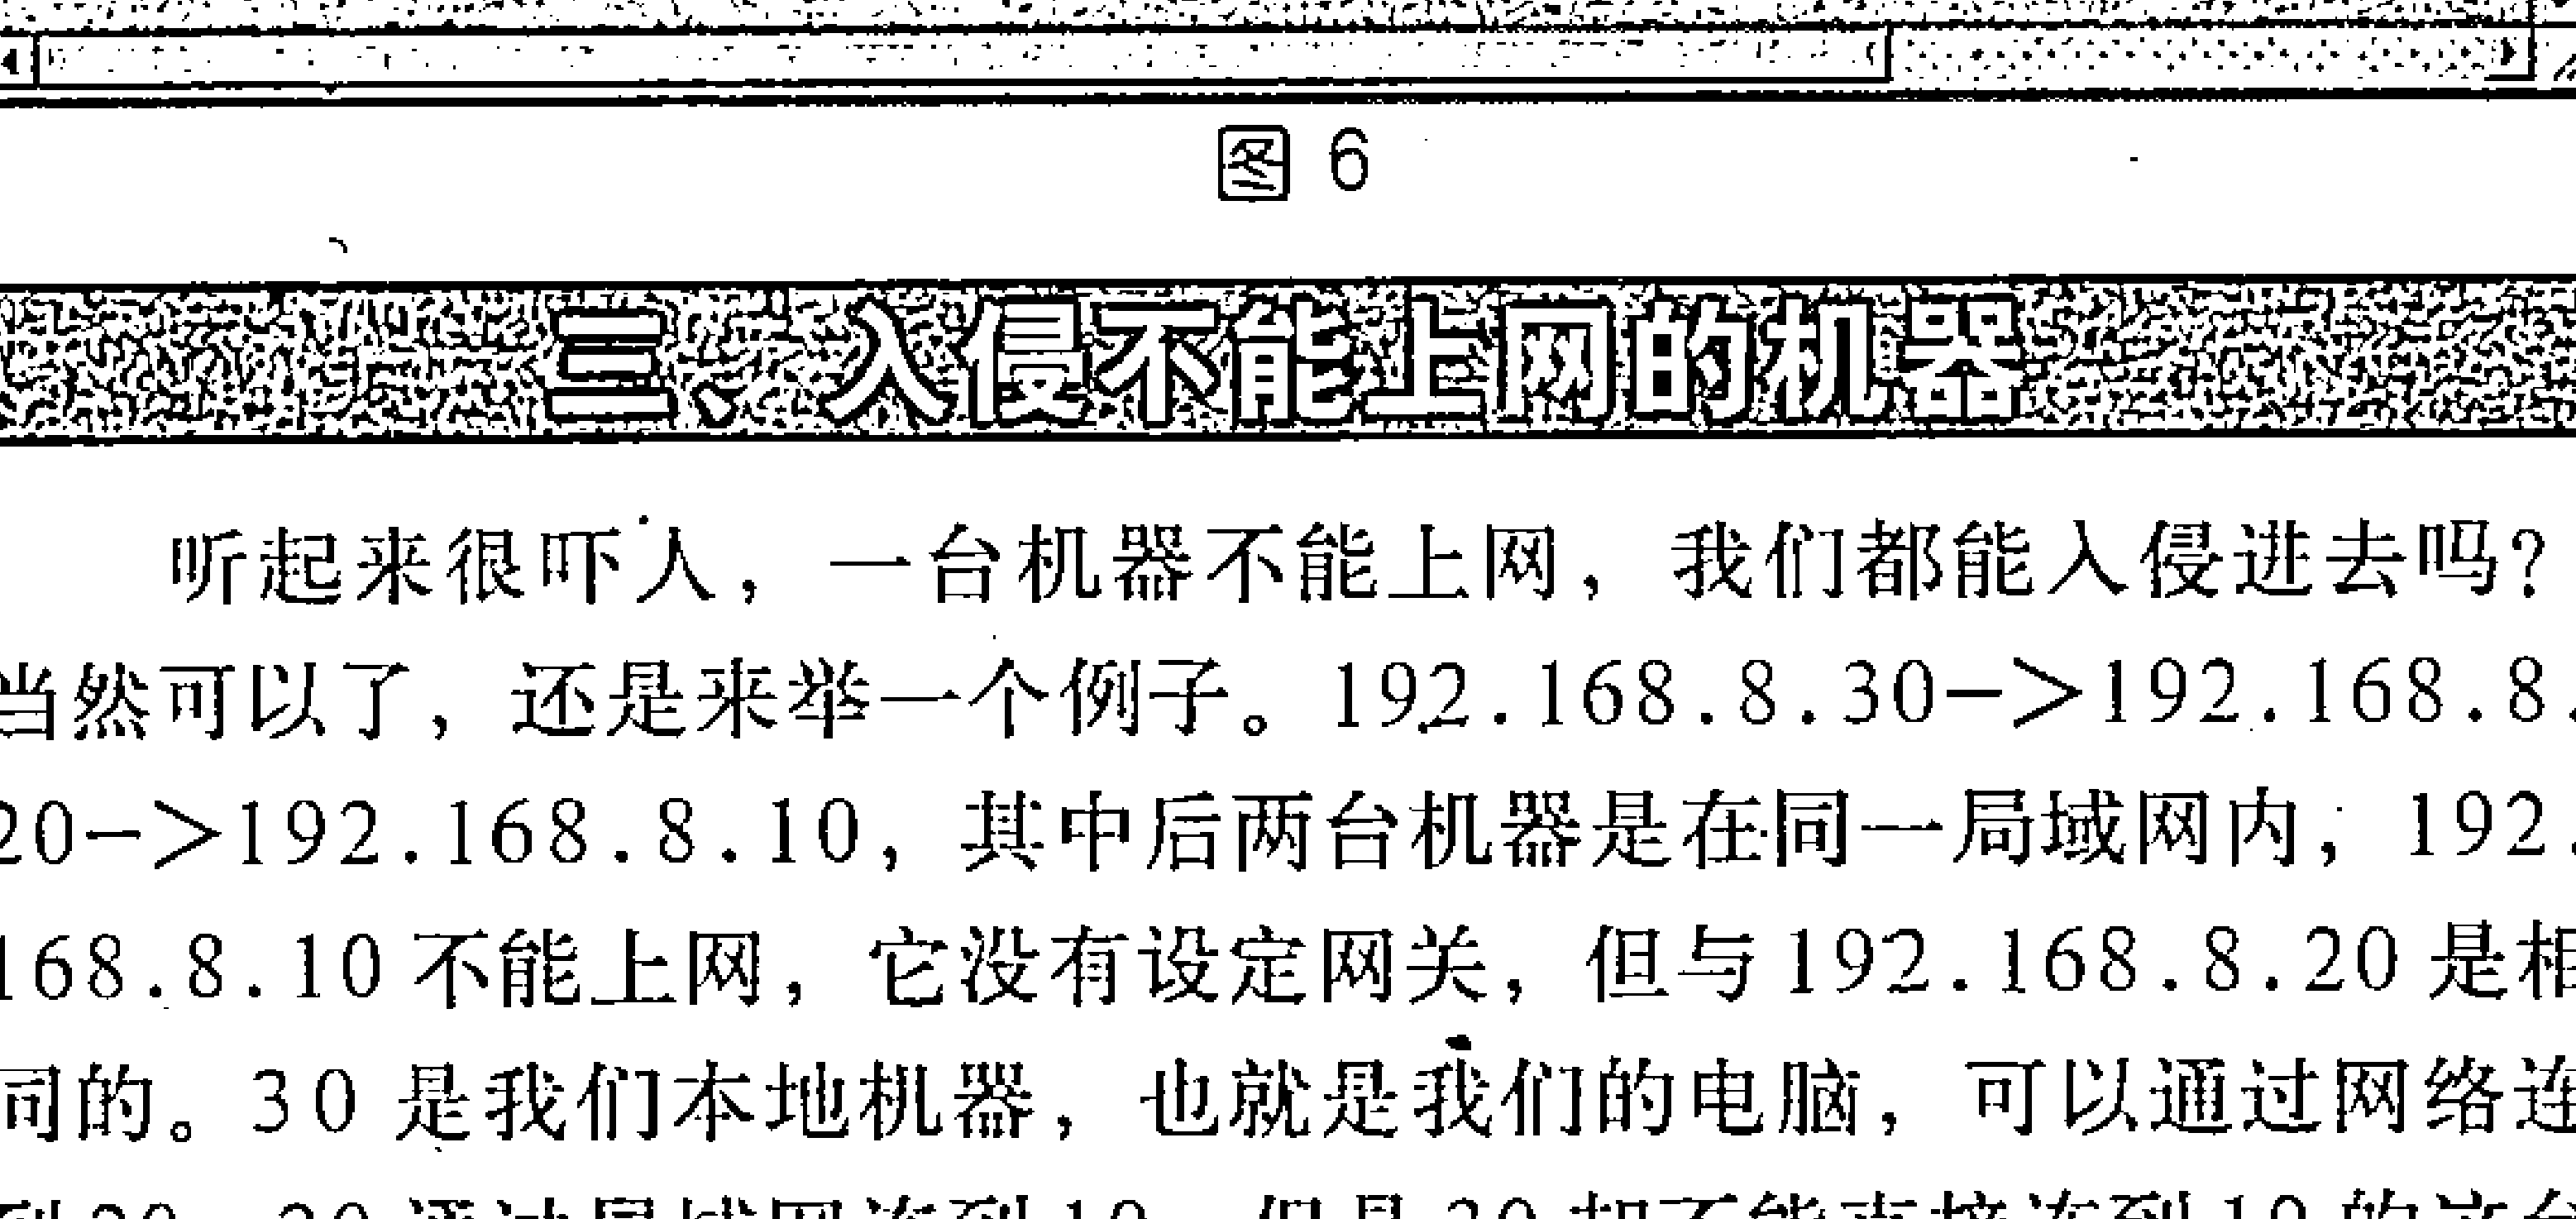 图 6
三、入侵不能上网的机器
听起来很吓人，一台机器不能上网，我们都能入侵进去吗？
当然可以了，还是来举一个例子。192.168.8.30->192.168.8.
20->192.168.8.10，其中后两台机器是在同一局域网内，192.
168.8.10 不能上网，它没有设定网关，但与192.168.8.20 是相
同的。30 是我们本地机器，也就是我们的电脑，可以通过网络连